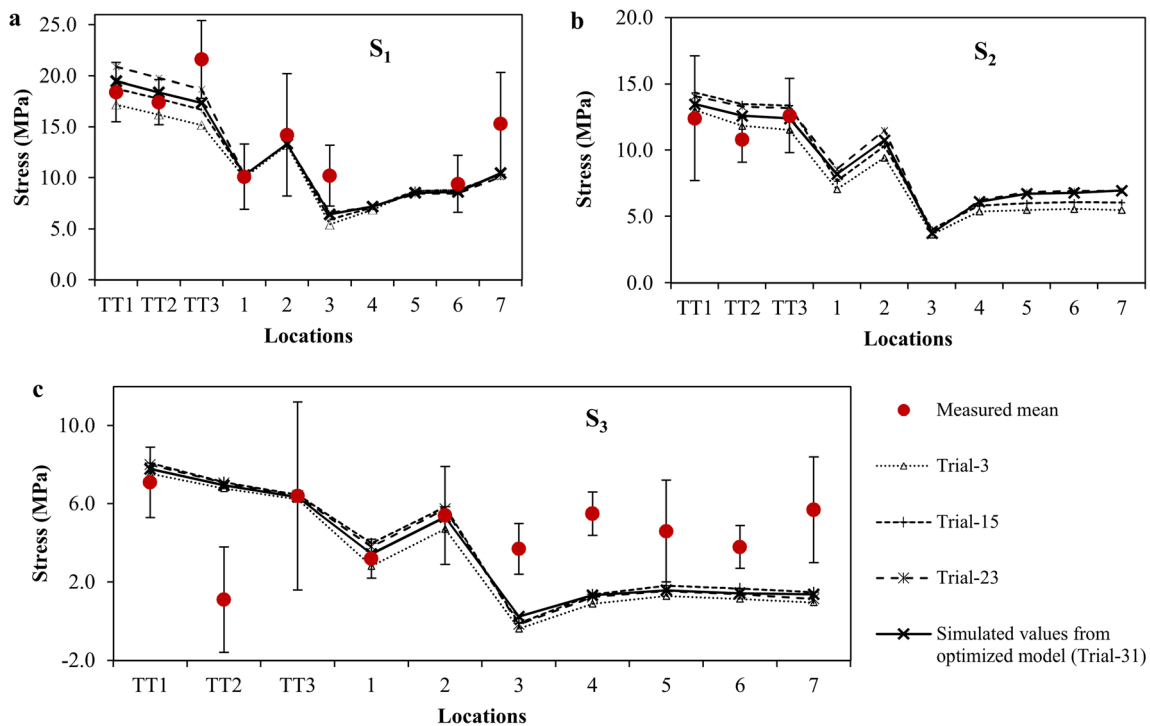 a
S1
Stress (MPa)
25.0
20.0
15.0
10.0
5.0
0.0
TT1 TT2 TT3 1 2 3 4 5 6 7
Locations
b
S2
Stress (MPa)
20.0
15.0
10.0
5.0
0.0
TT1 TT2 TT3 1 2 3 4 5 6 7
Locations
c
S3
Stress (MPa)
10.0
6.0
2.0
-2.0
TT1 TT2 TT3 1 2 3 4 5 6 7
Locations
Measured mean
Trial-3
Trial-15
Trial-23
Simulated values from
optimized model (Trial-31)